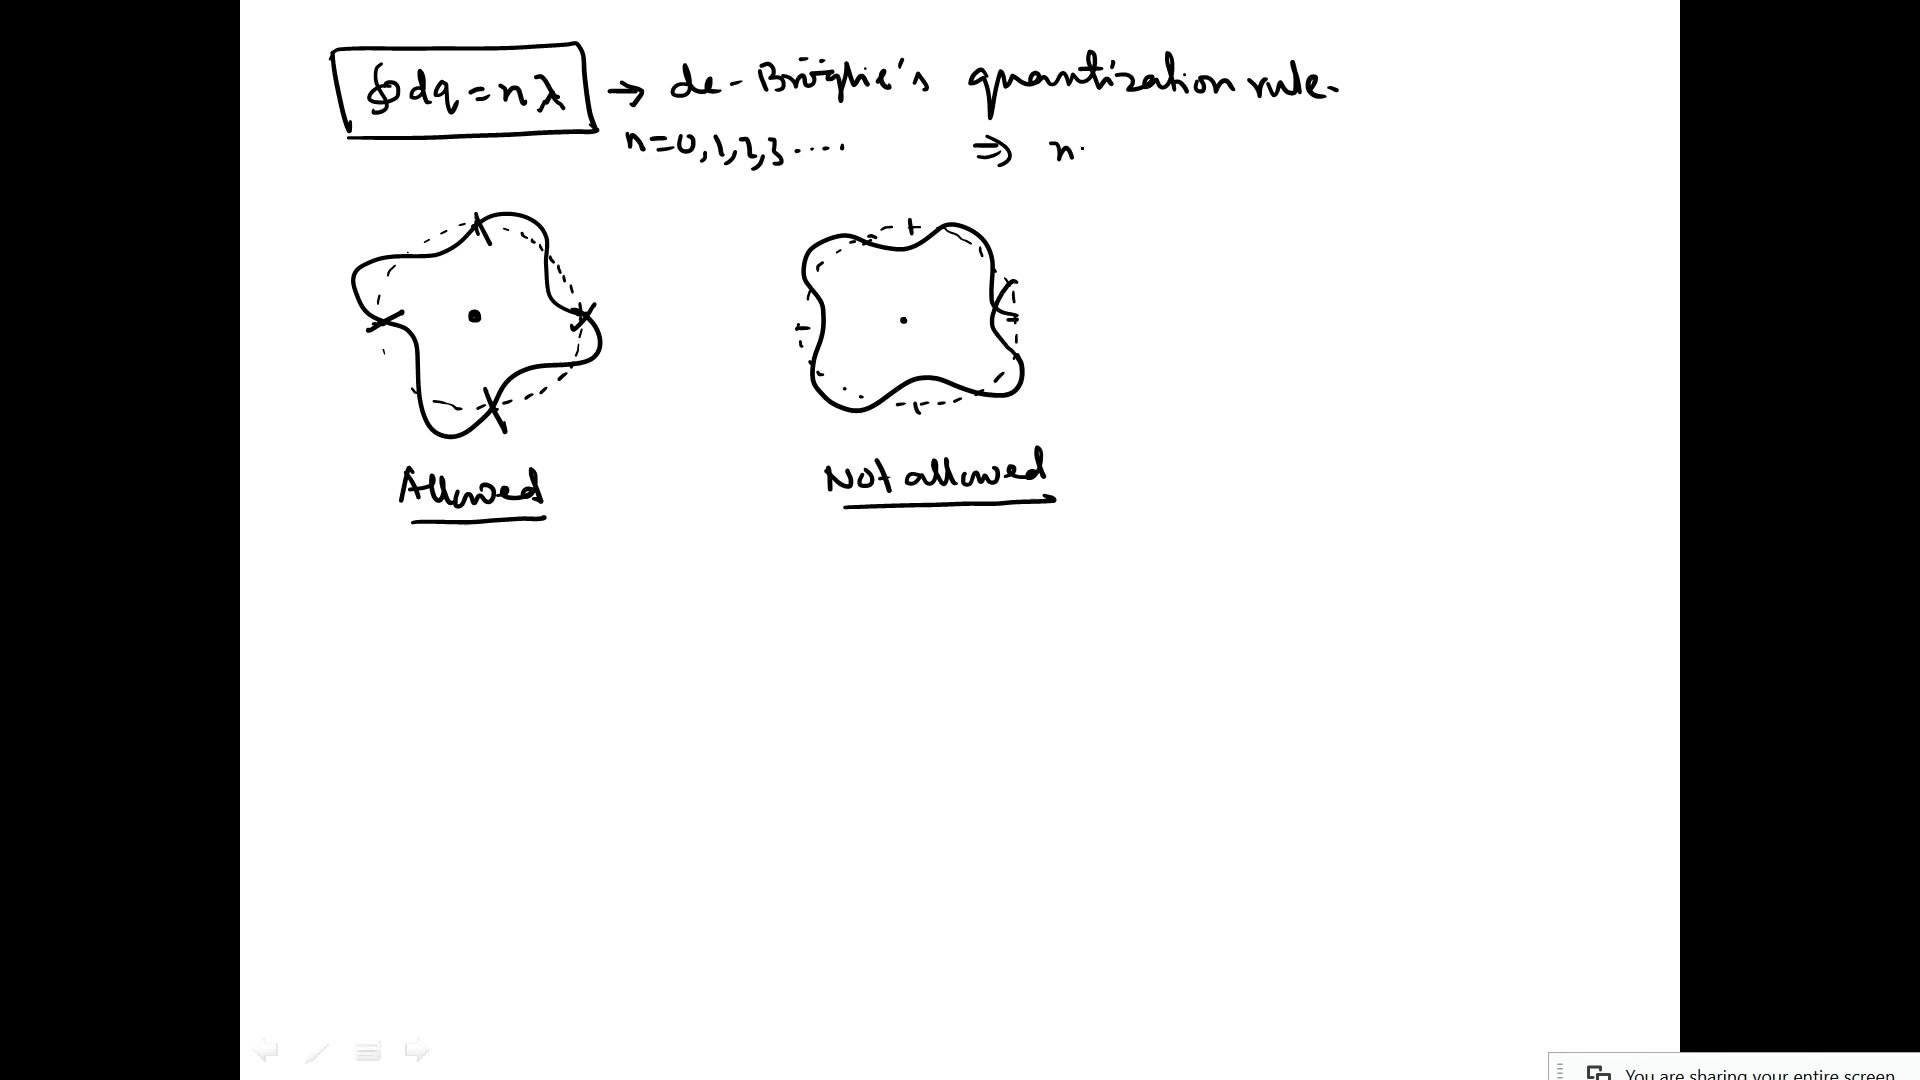 ∮dq = nλ → de-Broglie's quantization rule.
n=0,1,2,3..... ⇒ n.
Allowed
Not allowed
You are sharing your entire screen